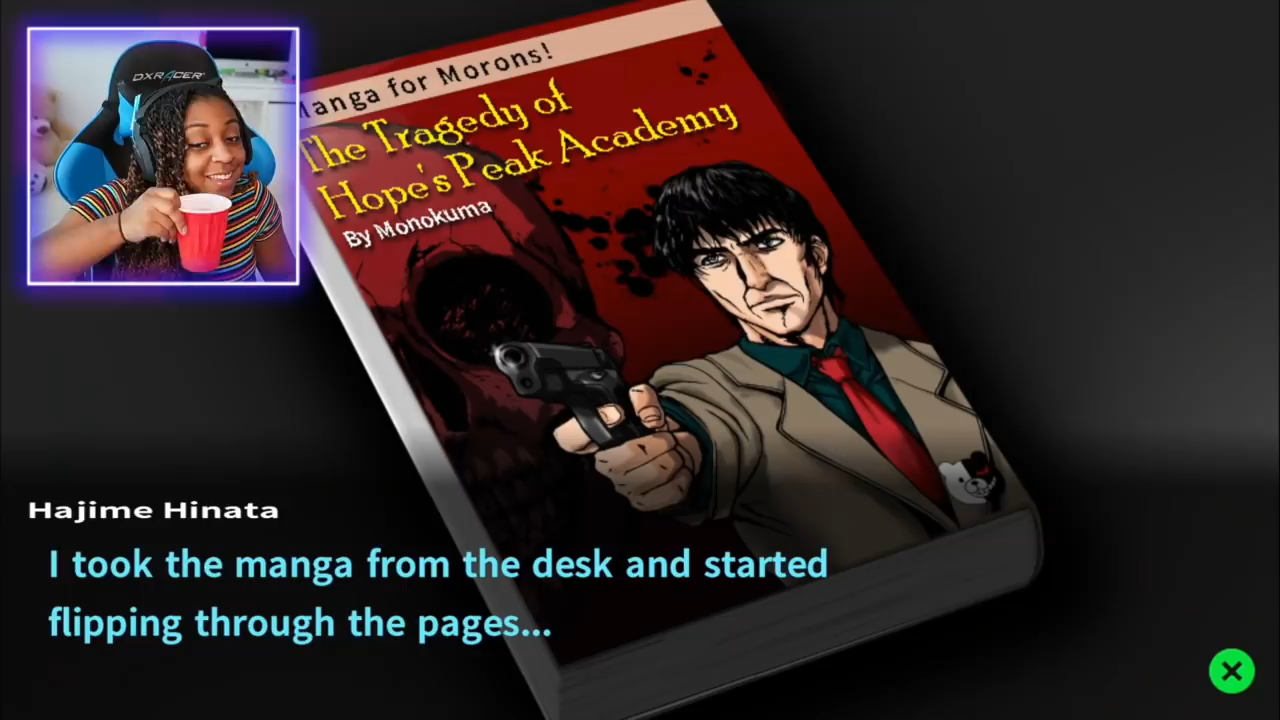 DXRACER
Manga for Morons!
The Tragedy of
Hope's Peak Academy
By Monokuma
Hajime Hinata
I took the manga from the desk and started
flipping through the pages...